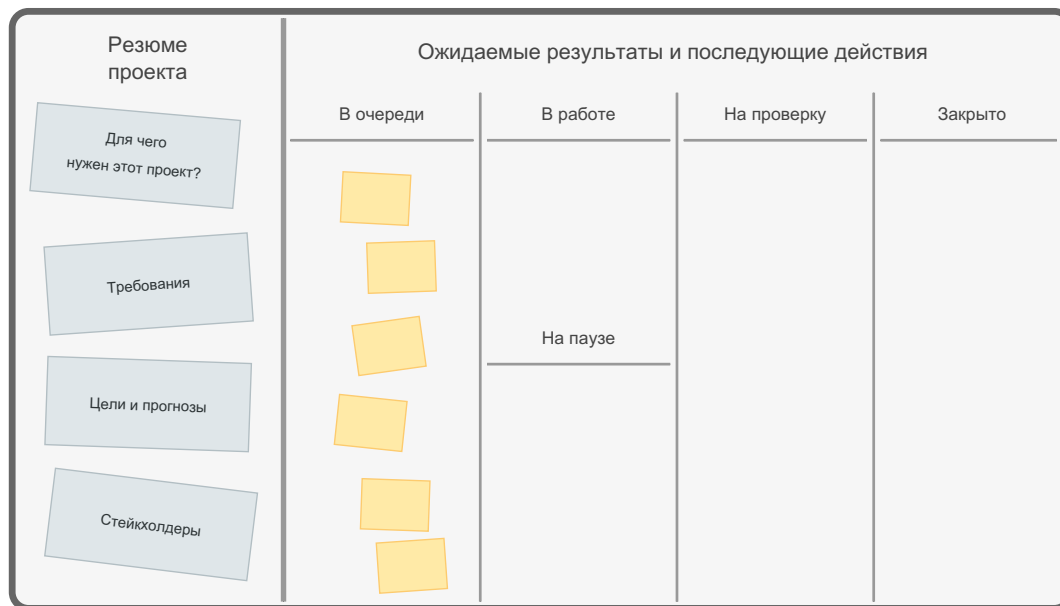 Резюме
проекта
Для чего
нужен этот проект?
Требования
Цели и прогнозы
Стейкхолдеры
Ожидаемые результаты и последующие действия
В очереди
В работе
На проверку
Закрыто
На паузе